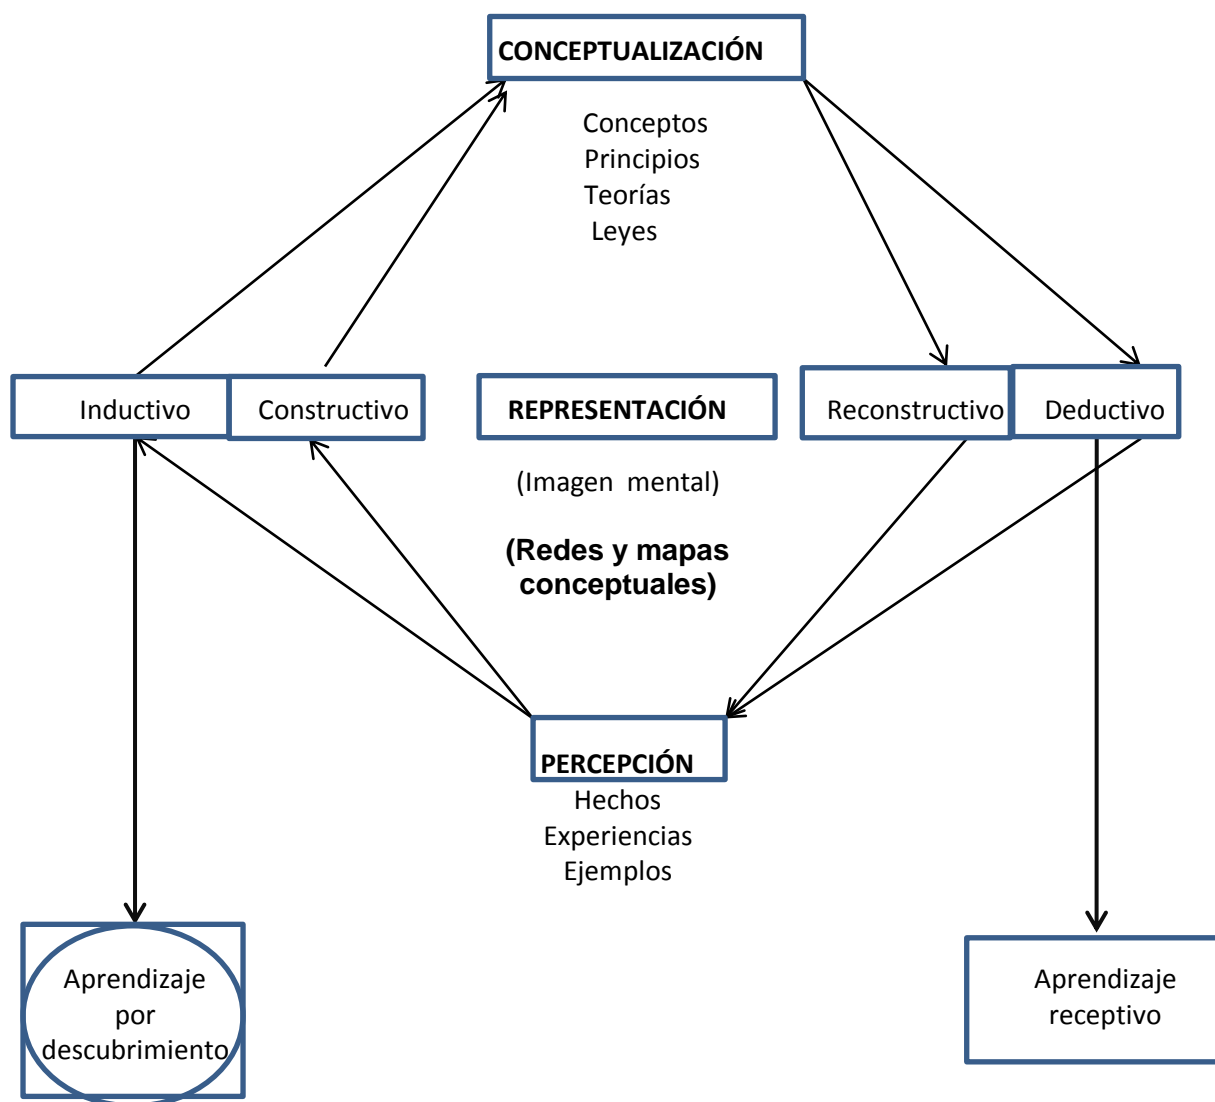 CONCEPTUALIZACIÓN
Conceptos
Principios
Teorías
Leyes
Inductivo
Constructivo
REPRESENTACIÓN
Reconstructivo
Deductivo
(Imagen mental)
(Redes y mapas
conceptuales)
PERCEPCIÓN
Hechos
Experiencias
Ejemplos
Aprendizaje
por
descubrimiento
Aprendizaje
receptivo